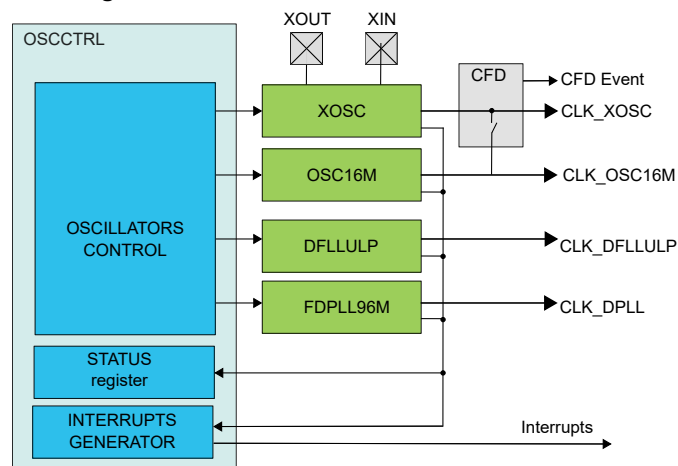 XOUT
XIN
OSCCTRL
CFD
CFD Event
XOSC
CLK_XOSC
OSC16M
CLK_OSC16M
OSCILLATORS
CONTROL
DFLLULP
CLK_DFLLULP
FDPLL96M
CLK_DPLL
STATUS
register
INTERRUPTS
GENERATOR
Interrupts